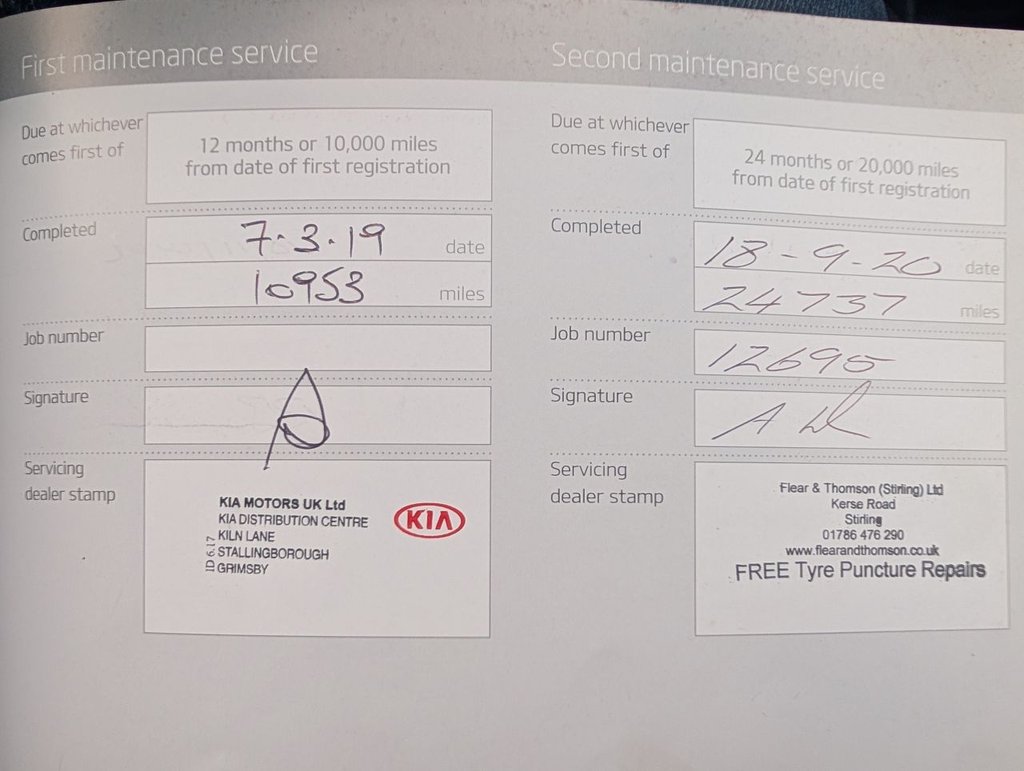 First maintenance service
Due at whichever
comes first of
12 months or 10,000 miles
from date of first registration
Completed
7.3.19 date
10953 miles
Job number
Signature
Servicing
dealer stamp
KIA MOTORS UK Ltd
KIA DISTRIBUTION CENTRE
KILN LANE
STALLINGBOROUGH
GRIMSBY
ID 6.17
KIA
Second maintenance service
Due at whichever
comes first of
24 months or 20,000 miles
from date of first registration
Completed
18-9-20 date
24737 miles
Job number
12695
Signature
Servicing
dealer stamp
Flear & Thomson (Stirling) Ltd
Kerse Road
Stirling
01786 476 290
www.flearandthomson.co.uk
FREE Tyre Puncture Repairs